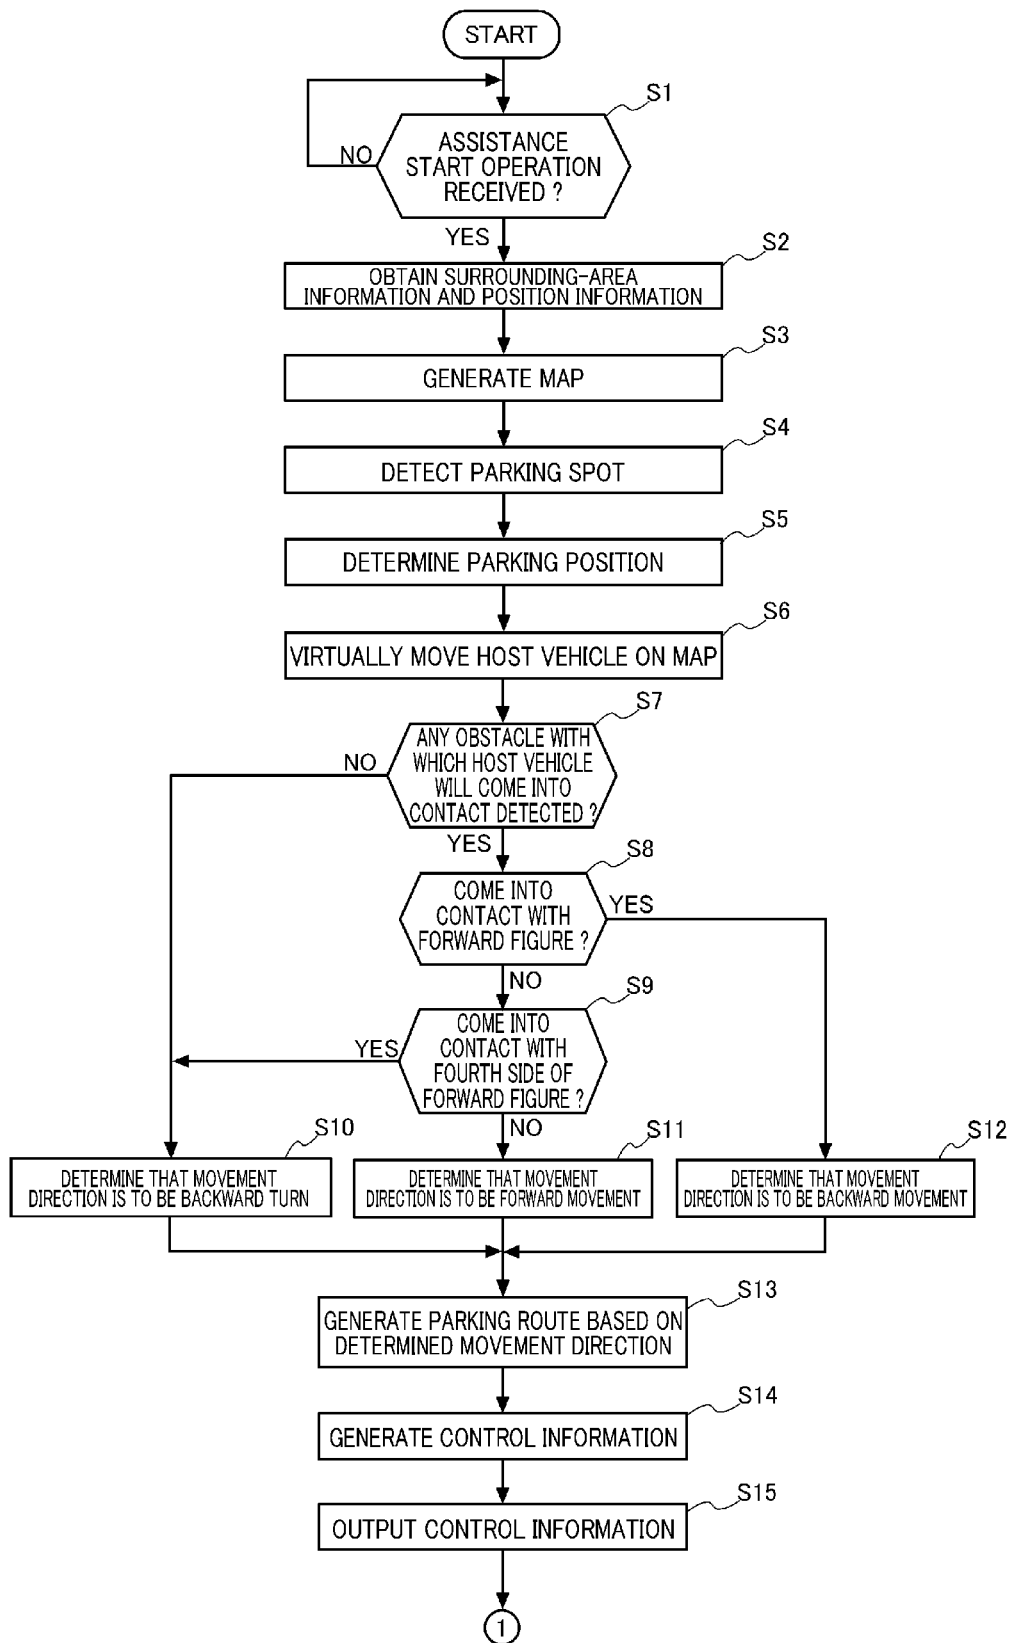 START
S1
ASSISTANCE
START OPERATION
RECEIVED ?
NO
YES
S2
OBTAIN SURROUNDING-AREA
INFORMATION AND POSITION INFORMATION
S3
GENERATE MAP
S4
DETECT PARKING SPOT
S5
DETERMINE PARKING POSITION
S6
VIRTUALLY MOVE HOST VEHICLE ON MAP
S7
ANY OBSTACLE WITH
WHICH HOST VEHICLE
WILL COME INTO
CONTACT DETECTED ?
NO
YES
S8
COME INTO
CONTACT WITH
FORWARD FIGURE ?
YES
NO
S9
COME INTO
CONTACT WITH
FOURTH SIDE OF
FORWARD FIGURE ?
YES
NO
S10
DETERMINE THAT MOVEMENT
DIRECTION IS TO BE BACKWARD TURN
S11
DETERMINE THAT MOVEMENT
DIRECTION IS TO BE FORWARD MOVEMENT
S12
DETERMINE THAT MOVEMENT
DIRECTION IS TO BE BACKWARD MOVEMENT
S13
GENERATE PARKING ROUTE BASED ON
DETERMINED MOVEMENT DIRECTION
S14
GENERATE CONTROL INFORMATION
S15
OUTPUT CONTROL INFORMATION
1